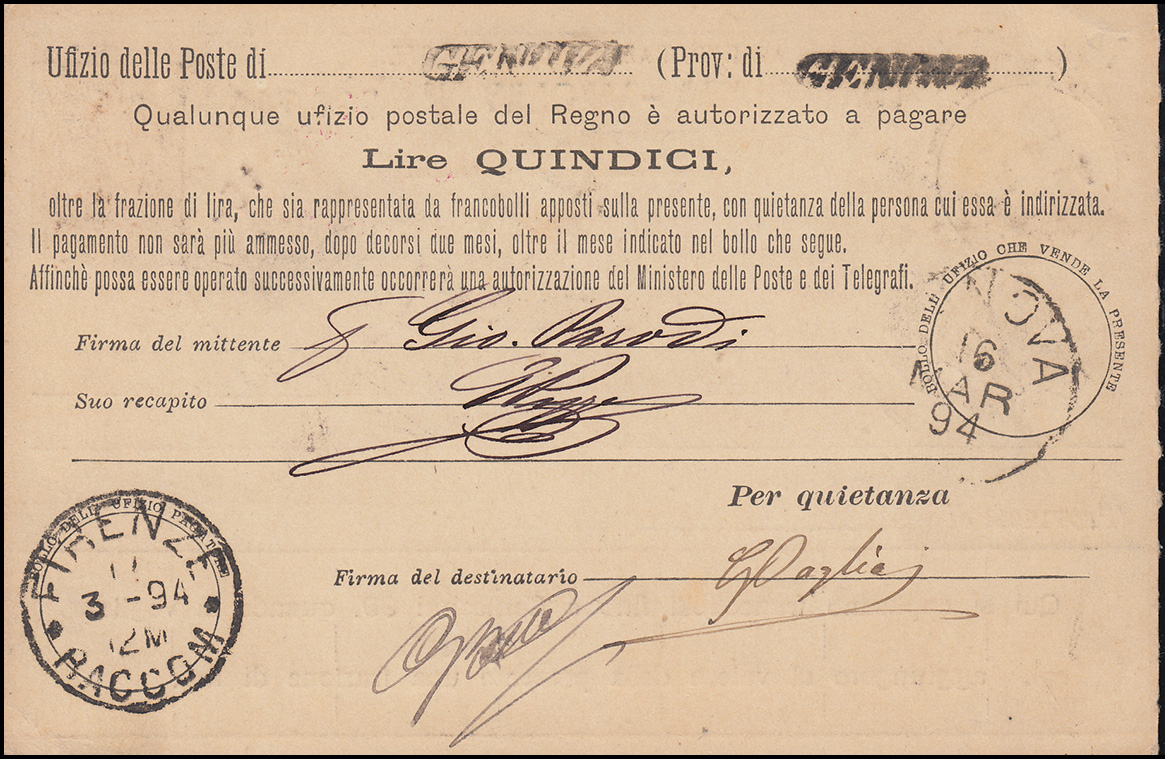 Ufizio delle Poste di GENOVA (Prov: di GENOVA)
Qualunque ufizio postale del Regno è autorizzato a pagare
Lire QUINDICI,
oltre la frazione di lira, che sia rappresentata da francobolli apposti sulla presente, con quietanza della persona cui essa è indirizzata.
Il pagamento non sarà più ammesso, dopo decorsi due mesi, oltre il mese indicato nel bollo che segue.
Affinchè possa essere operato successivamente occorrerà una autorizzazione del Ministero delle Poste e dei Telegrafi.
BOLLO DELL' UFIZIO CHE VENDE LA PRESENTE
NOVA
16
MAR
94
Firma del mittente Gio. Parodi
Suo recapito
Per quietanza
BOLLO DELL' UFIZIO PAGAT
FIRENZE
3 -94
12M
RACCOM
Firma del destinatario